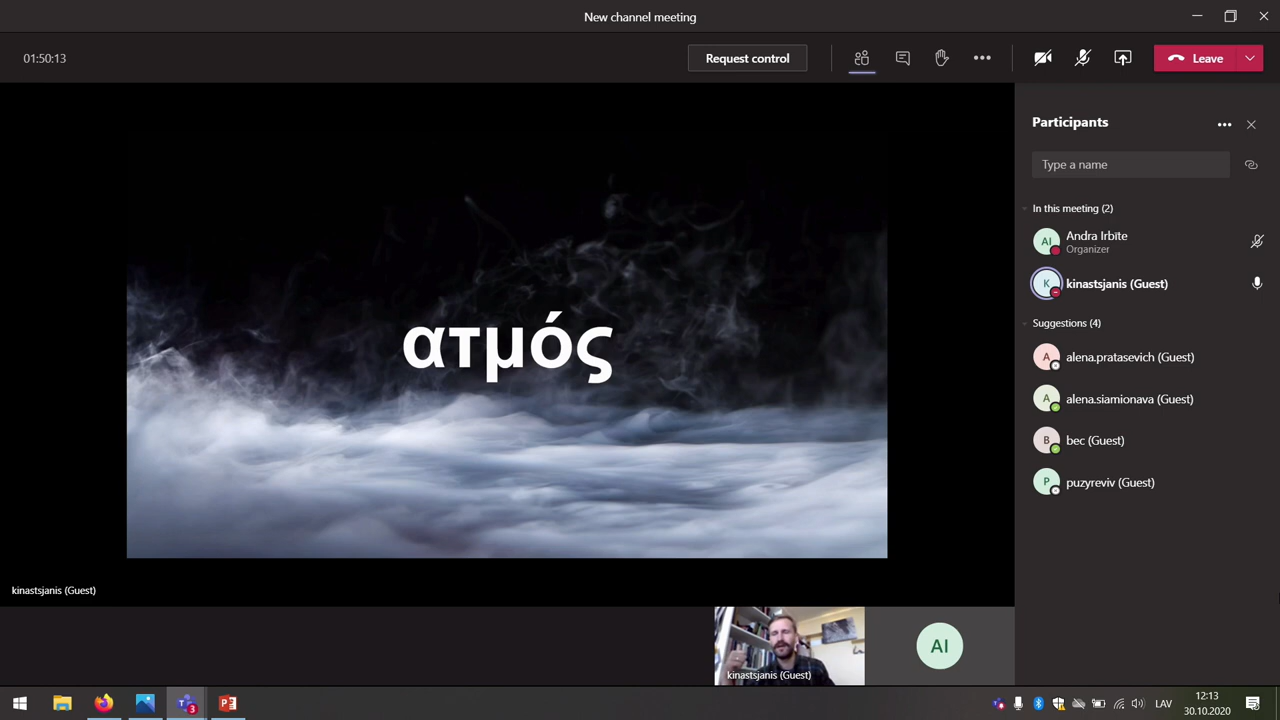 New channel meeting
01:50:13
Request control
Leave
Participants
Type a name
In this meeting (2)
AI
Andra Irbīte
Organizer
K
kinastsjanis (Guest)
Suggestions (4)
A
alena.pratasevich (Guest)
A
alena.siamionava (Guest)
B
bec (Guest)
P
puzyreviv (Guest)
ατμός
kinastsjanis (Guest)
kinastsjanis (Guest)
AI
3
LAV
12:13
30.10.2020